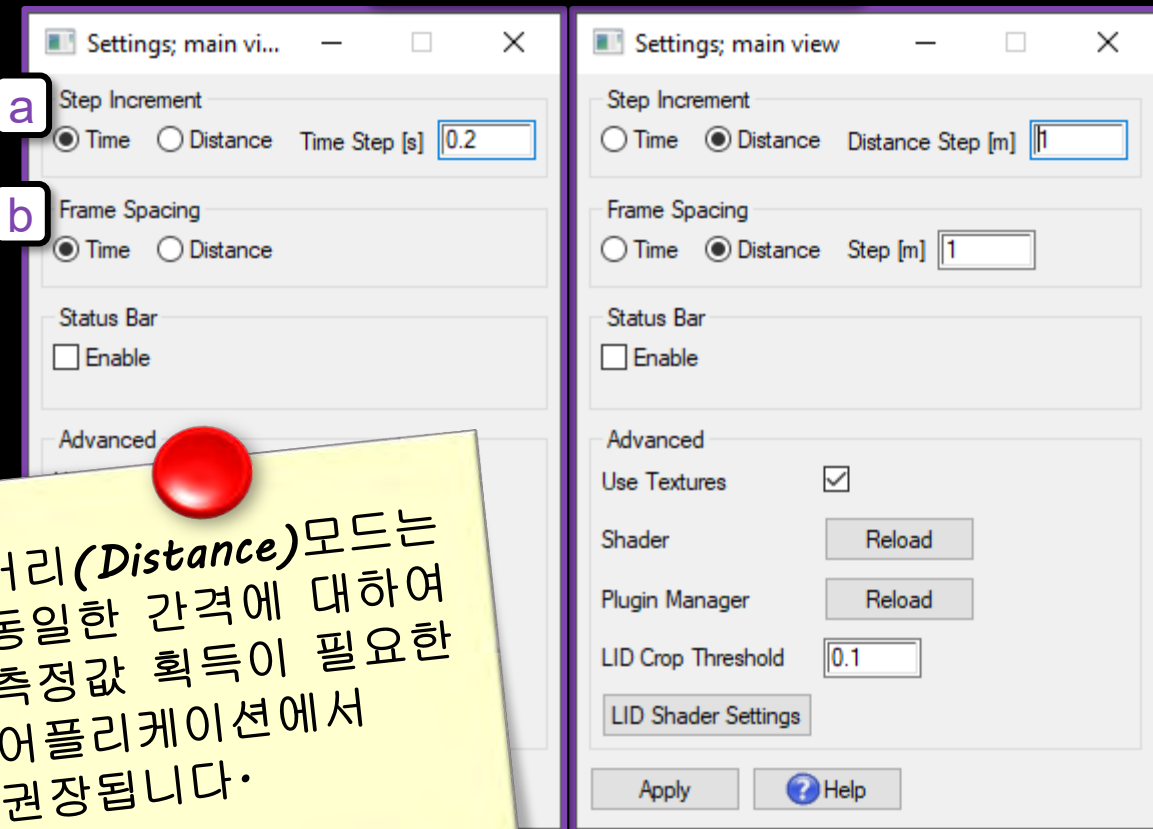 Settings; main vi...
a
Step Increment
Time Distance Time Step [s] 0.2
b
Frame Spacing
Time Distance
Status Bar
Enable
Advanced
(Distance)모드는
동일한 간격에 대하여
측정값 획득이 필요한
어플리케이션에서
권장됩니다.
Settings; main view
Step Increment
Time Distance Distance Step [m] 1
Frame Spacing
Time Distance Step [m] 1
Status Bar
Enable
Advanced
Use Textures
Shader Reload
Plugin Manager Reload
LID Crop Threshold 0.1
LID Shader Settings
Apply Help